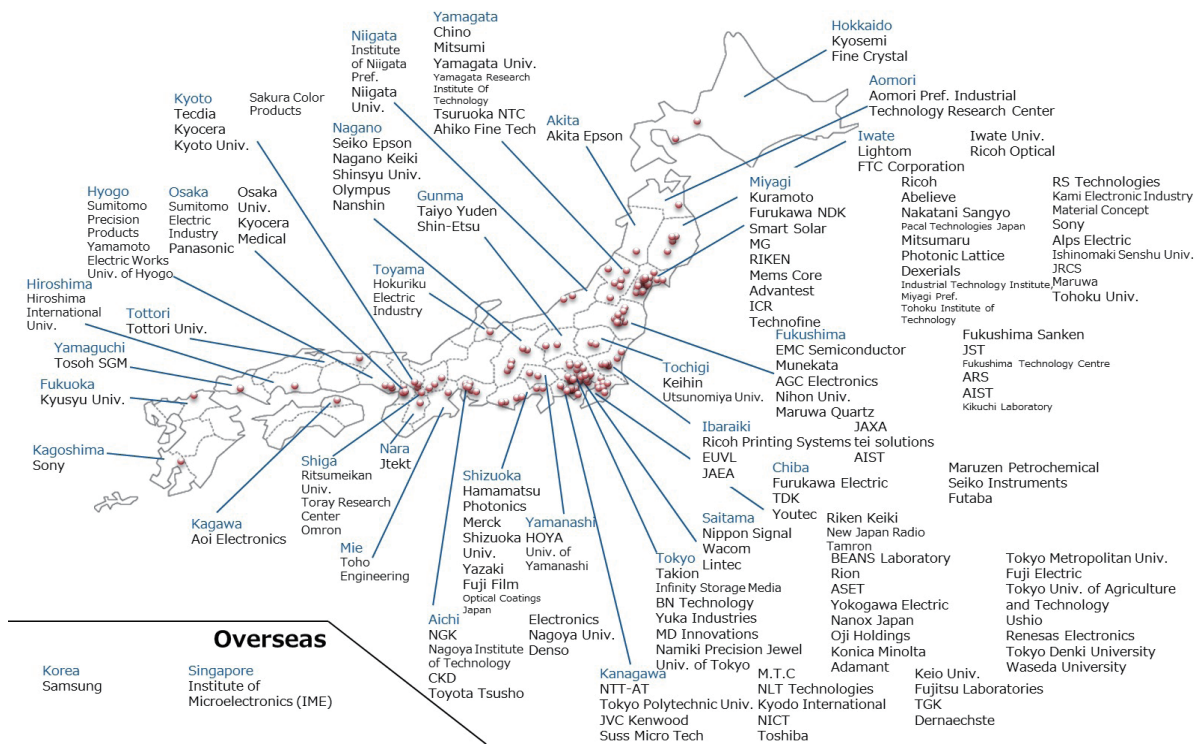 Hokkaido
Kyosemi
Fine Crystal
Aomori
Aomori Pref. Industrial
Technology Research Center
Iwate
Lightom
FTC Corporation
Iwate Univ.
Ricoh Optical
Akita
Akita Epson
Yamagata
Chino
Mitsumi
Yamagata Univ.
Yamagata Research
Institute Of
Technology
Tsuruoka NTC
Ahiko Fine Tech
Niigata
Institute
of Niigata
Pref.
Niigata
Univ.
Miyagi
Kuramoto
Furukawa NDK
Smart Solar
MG
RIKEN
Mems Core
Advantest
ICR
Technofine
Ricoh
Abelieve
Nakatani Sangyo
Pacal Technologies Japan
Mitsumaru
Photonic Lattice
Dexerials
Industrial Technology Institute,
Miyagi Pref.
Tohoku Institute of
Technology
RS Technologies
Kami Electronic Industry
Material Concept
Sony
Alps Electric
Ishinomaki Senshu Univ.
JRCS
Maruwa
Tohoku Univ.
Kyoto
Tecdia
Kyocera
Kyoto Univ.
Sakura Color
Products
Nagano
Seiko Epson
Nagano Keiki
Shinsyu Univ.
Olympus
Nanshin
Gunma
Taiyo Yuden
Shin-Etsu
Hyogo
Sumitomo
Precision
Products
Yamamoto
Electric Works
Univ. of Hyogo
Osaka
Sumitomo
Electric
Industry
Panasonic
Osaka
Univ.
Kyocera
Medical
Toyama
Hokuriku
Electric
Industry
Hiroshima
Hiroshima
International
Univ.
Tottori
Tottori Univ.
Yamaguchi
Tosoh SGM
Fukuoka
Kyusyu Univ.
Kagoshima
Sony
Kagawa
Aoi Electronics
Shiga
Ritsumeikan
Univ.
Toray Research
Center
Omron
Nara
Jtekt
Mie
Toho
Engineering
Fukushima
EMC Semiconductor
Munekata
AGC Electronics
Nihon Univ.
Maruwa Quartz
Fukushima Sanken
JST
Fukushima Technology Centre
ARS
AIST
Kikuchi Laboratory
Tochigi
Keihin
Utsunomiya Univ.
Ibaraiki
Ricoh Printing Systems
EUVL
JAEA
JAXA
tei solutions
AIST
Chiba
Furukawa Electric
TDK
Youtec
Maruzen Petrochemical
Seiko Instruments
Futaba
Saitama
Nippon Signal
Wacom
Lintec
Riken Keiki
New Japan Radio
Tamron
Shizuoka
Hamamatsu
Photonics
Merck
Shizuoka
Univ.
Yazaki
Fuji Film
Optical Coatings
Japan
Yamanashi
HOYA
Univ. of
Yamanashi
Aichi
NGK
Nagoya Institute
of Technology
CKD
Toyota Tsusho
Electronics
Nagoya Univ.
Denso
Tokyo
Takion
Infinity Storage Media
BN Technology
Yuka Industries
MD Innovations
Namiki Precision Jewel
Univ. of Tokyo
BEANS Laboratory
Rion
ASET
Yokogawa Electric
Nanox Japan
Oji Holdings
Konica Minolta
Adamant
Tokyo Metropolitan Univ.
Fuji Electric
Tokyo Univ. of Agriculture
and Technology
Ushio
Renesas Electronics
Tokyo Denki University
Waseda University
Kanagawa
NTT-AT
Tokyo Polytechnic Univ.
JVC Kenwood
Suss Micro Tech
M.T.C
NLT Technologies
Kyodo International
NICT
Toshiba
Keio Univ.
Fujitsu Laboratories
TGK
Dernaechste
Overseas
Korea
Samsung
Singapore
Institute of
Microelectronics (IME)